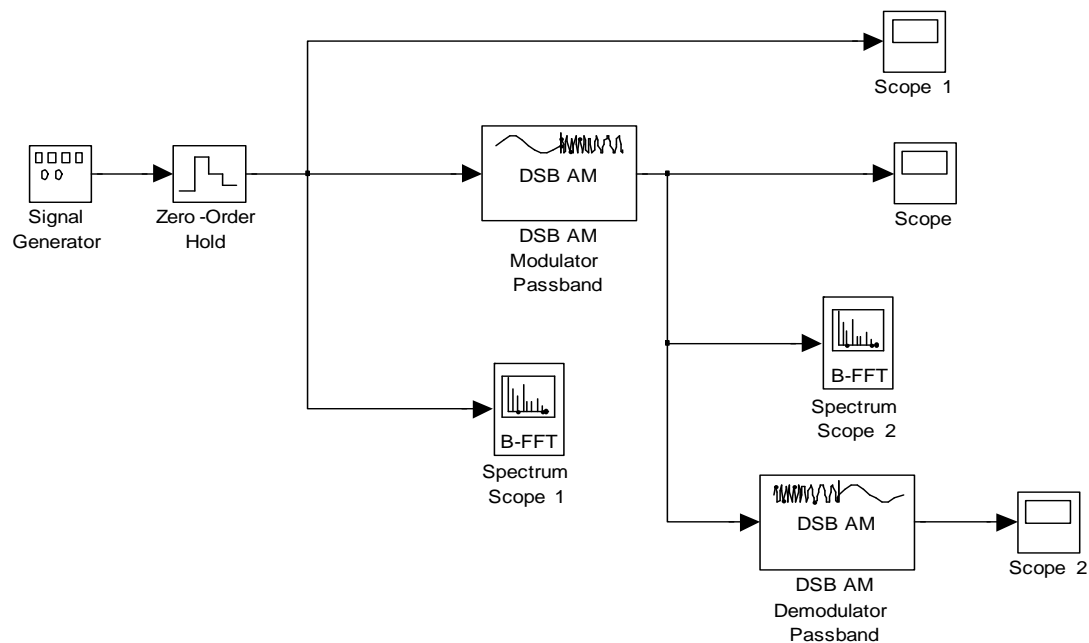 Scope 1
DSB AM
Signal
Generator
Zero -Order
Hold
DSB AM
Modulator
Passband
Scope
B-FFT
Spectrum
Scope 1
B-FFT
Spectrum
Scope 2
DSB AM
DSB AM
Demodulator
Passband
Scope 2